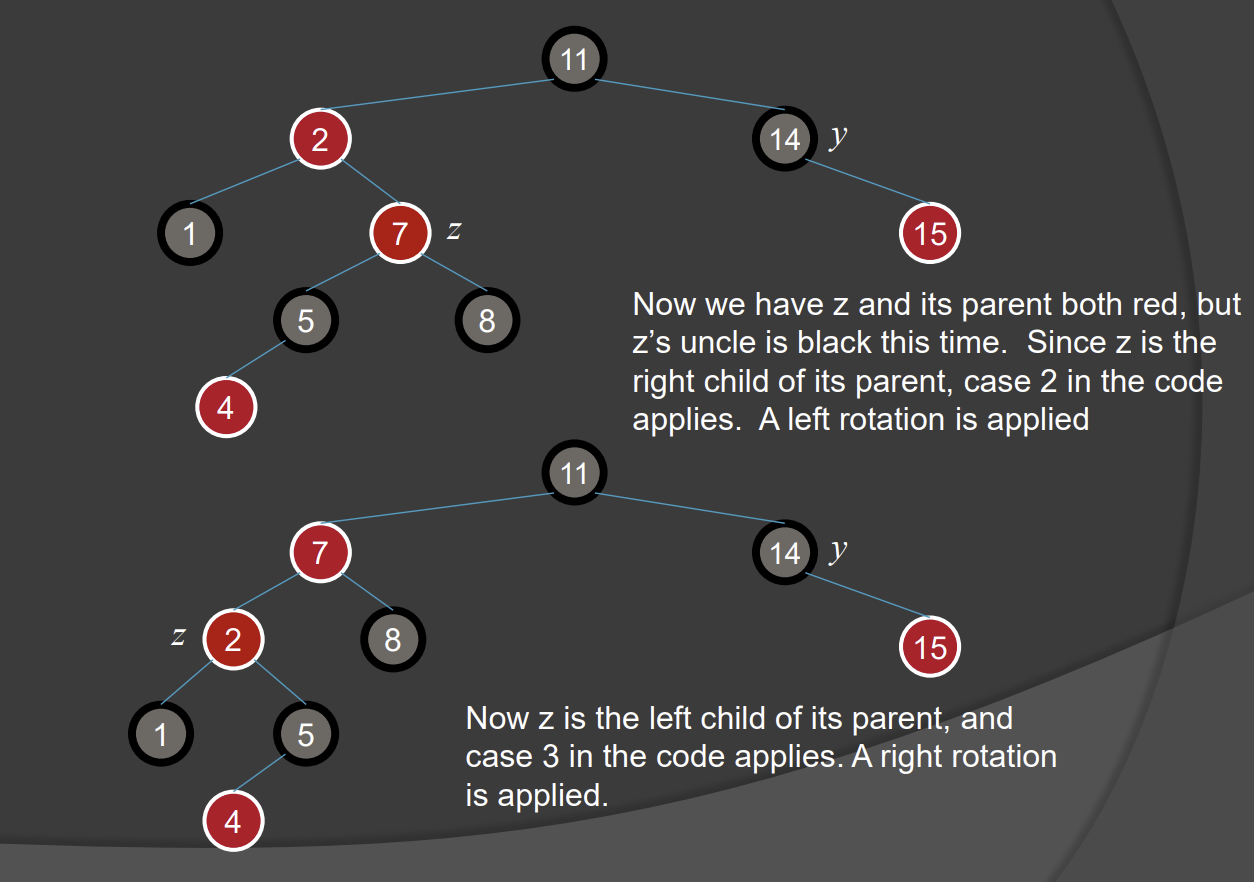 11
2
14 y
1
7 z
15
5
8
Now we have z and its parent both red, but
z’s uncle is black this time.  Since z is the
right child of its parent, case 2 in the code
applies.  A left rotation is applied
4
11
7
14 y
z 2
8
15
1
5
Now z is the left child of its parent, and
case 3 in the code applies. A right rotation
is applied.
4